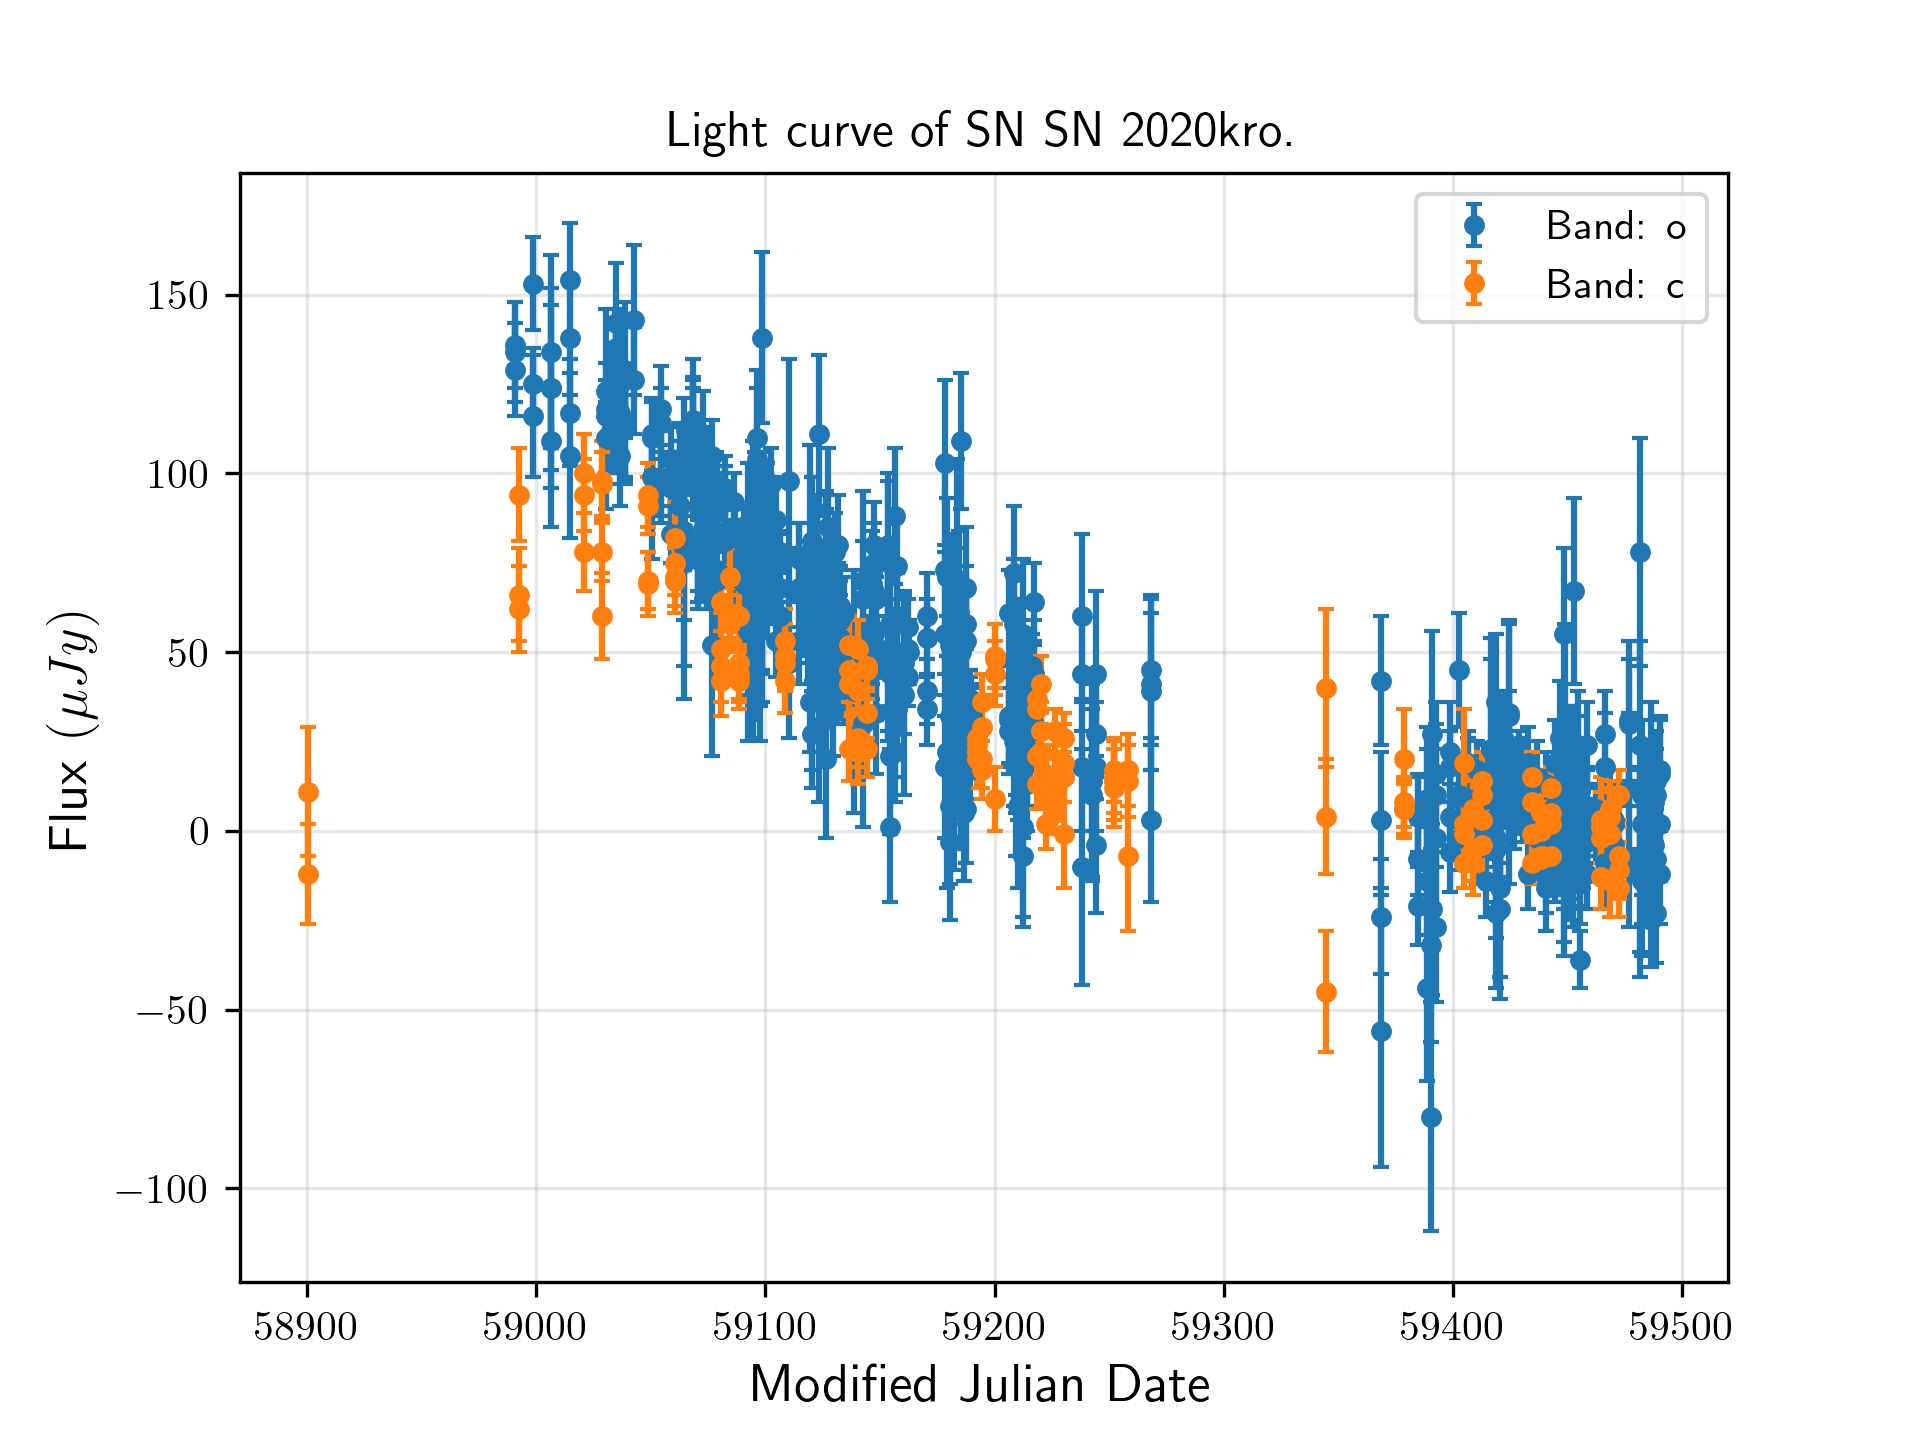 Light curve of SN SN 2020kro.
Band: o
Band: c
150
100
50
0
−50
−100
Flux (μJy)
58900 59000 59100 59200 59300 59400 59500
Modified Julian Date